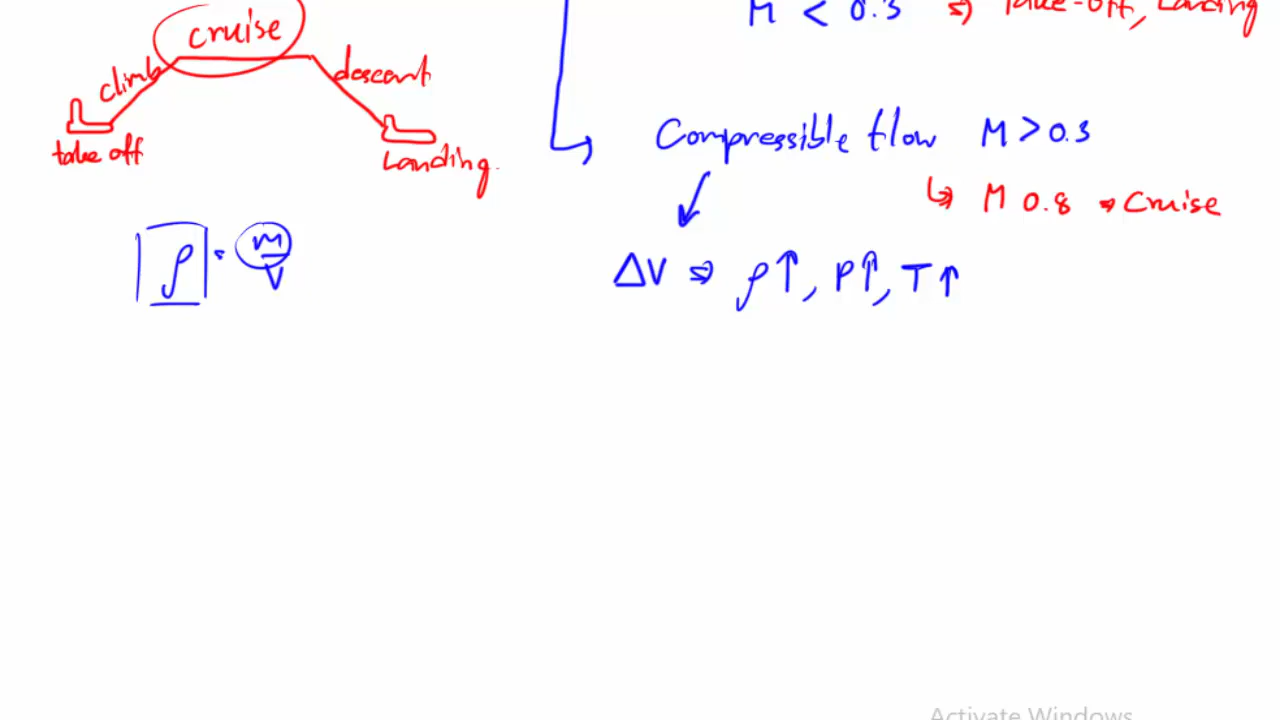 cruise
climb
descent
take off
Landing.
ρ = m/V
M < 0.3 ⇒ Take-off, Landing
Compressible flow M > 0.3
↳ M 0.8 → Cruise
ΔV ⇒ ρ↑, P↑, T↑
Activate Windows